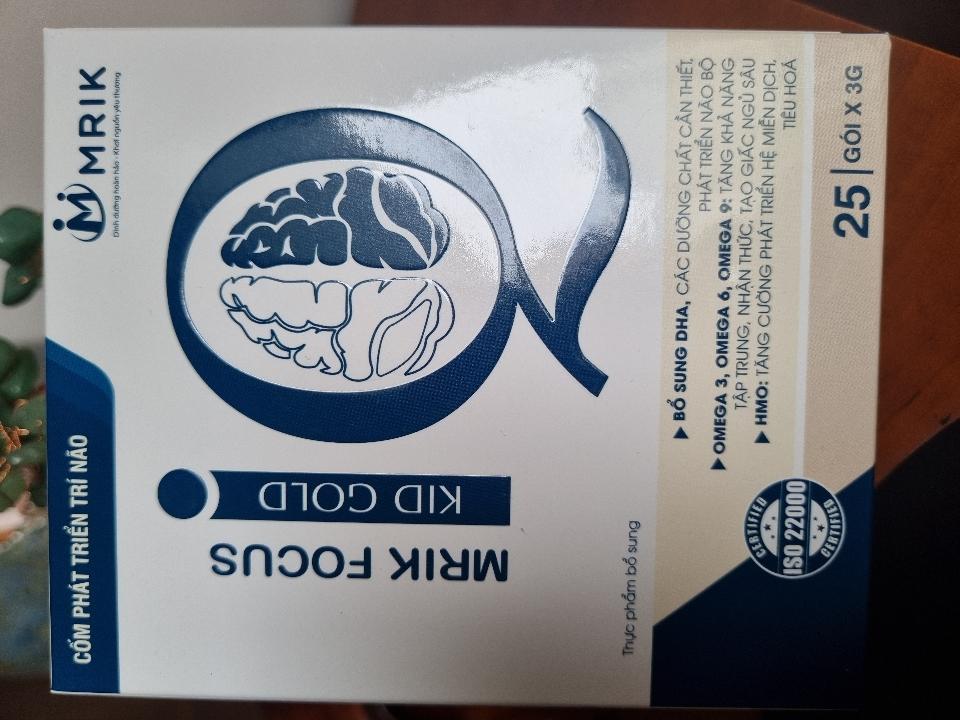 CỐM PHÁT TRIỂN TRÍ NÃO
MRIK
Dinh dưỡng hoàn hảo - Khơi nguồn yêu thương
MRIK FOCUS
KID GOLD
iQ
Thực phẩm bổ sung
▶ BỔ SUNG DHA, CÁC DƯỠNG CHẤT CẦN THIẾT,
PHÁT TRIỂN NÃO BỘ
▶ OMEGA 3, OMEGA 6, OMEGA 9: TĂNG KHẢ NĂNG
TẬP TRUNG, NHẬN THỨC, TẠO GIẤC NGỦ SÂU
▶ HMO: TĂNG CƯỜNG PHÁT TRIỂN HỆ MIỄN DỊCH,
TIÊU HOÁ
CERTIFIED
ISO 22000
CERTIFIED
25 | GÓI X 3G